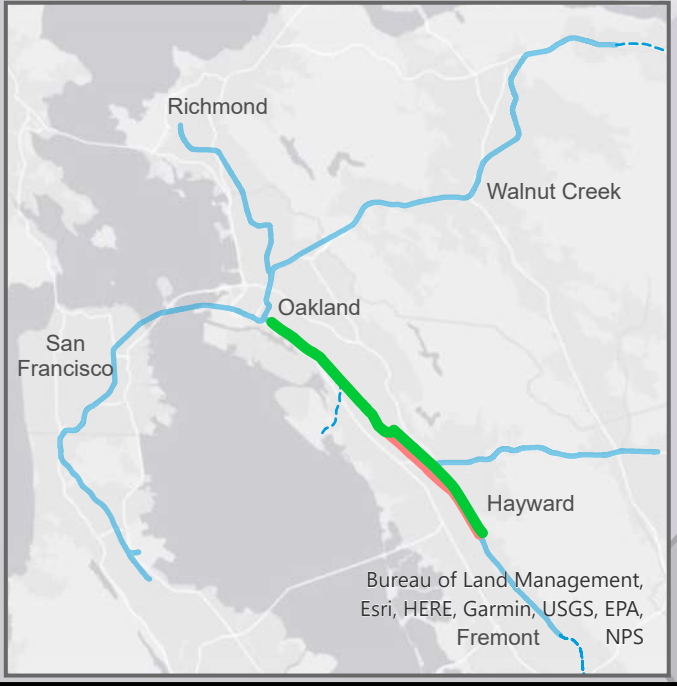 Richmond
Walnut Creek
Oakland
San
Francisco
Hayward
Bureau of Land Management,
Esri, HERE, Garmin, USGS, EPA,
NPS
Fremont